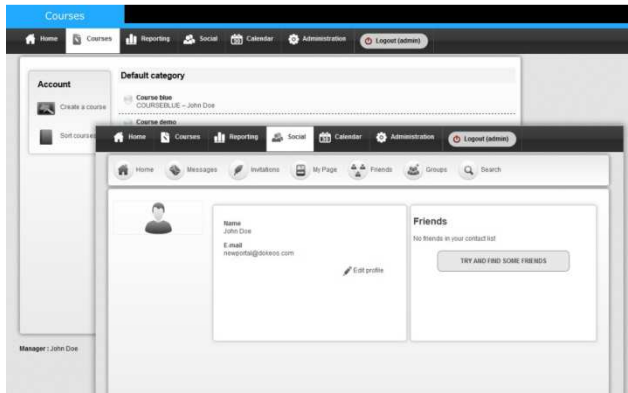 Courses
Home Courses Reporting Social Calendar Administration Logout (admin)
Account
Create a course
Sort courses
Default category
Course blue
COURSEBLUE – John Doe
Course demo
Manager : John Doe
Home Courses Reporting Social Calendar Administration Logout (admin)
Home Messages Invitations My Page Friends Groups Search
Name
John Doe
E-mail
newportal@dokeos.com
Edit profile
Friends
No friends in your contact list
TRY AND FIND SOME FRIENDS